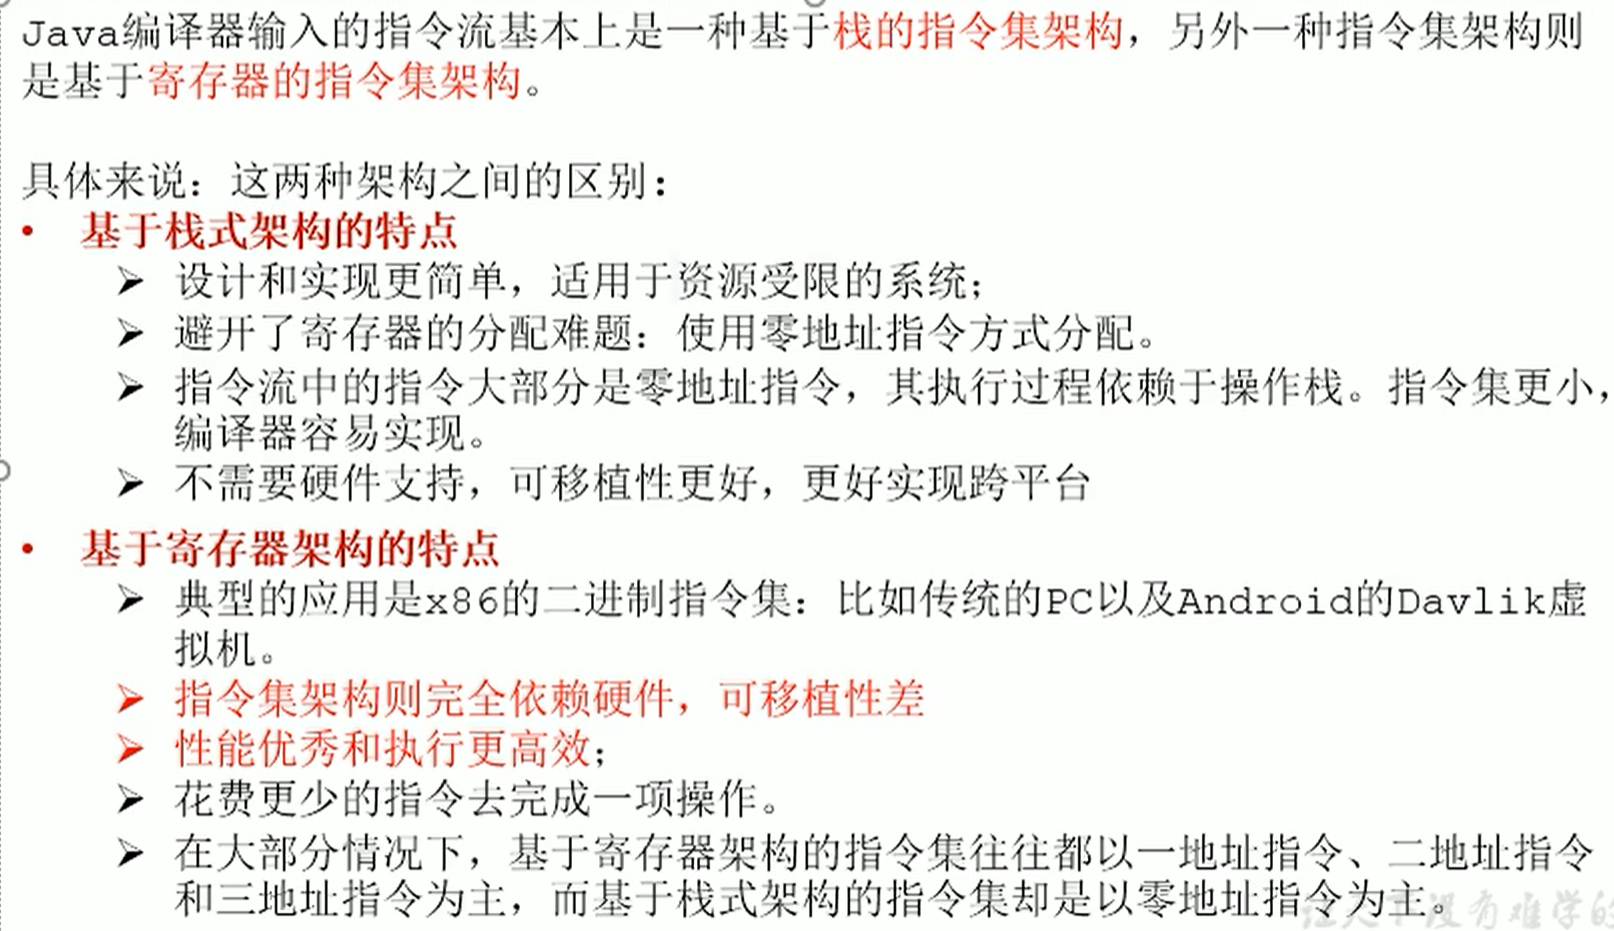 Java编译器输入的指令流基本上是一种基于栈的指令集架构，另外一种指令集架构则
是基于寄存器的指令集架构。
具体来说：这两种架构之间的区别：
• 基于栈式架构的特点
➢ 设计和实现更简单，适用于资源受限的系统；
➢ 避开了寄存器的分配难题：使用零地址指令方式分配。
➢ 指令流中的指令大部分是零地址指令，其执行过程依赖于操作栈。指令集更小，
编译器容易实现。
➢ 不需要硬件支持，可移植性更好，更好实现跨平台
• 基于寄存器架构的特点
➢ 典型的应用是x86的二进制指令集：比如传统的PC以及Android的Davlik虚
拟机。
➢ 指令集架构则完全依赖硬件，可移植性差
➢ 性能优秀和执行更高效；
➢ 花费更少的指令去完成一项操作。
➢ 在大部分情况下，基于寄存器架构的指令集往往都以一地址指令、二地址指令
和三地址指令为主，而基于栈式架构的指令集却是以零地址指令为主。
没有难学的